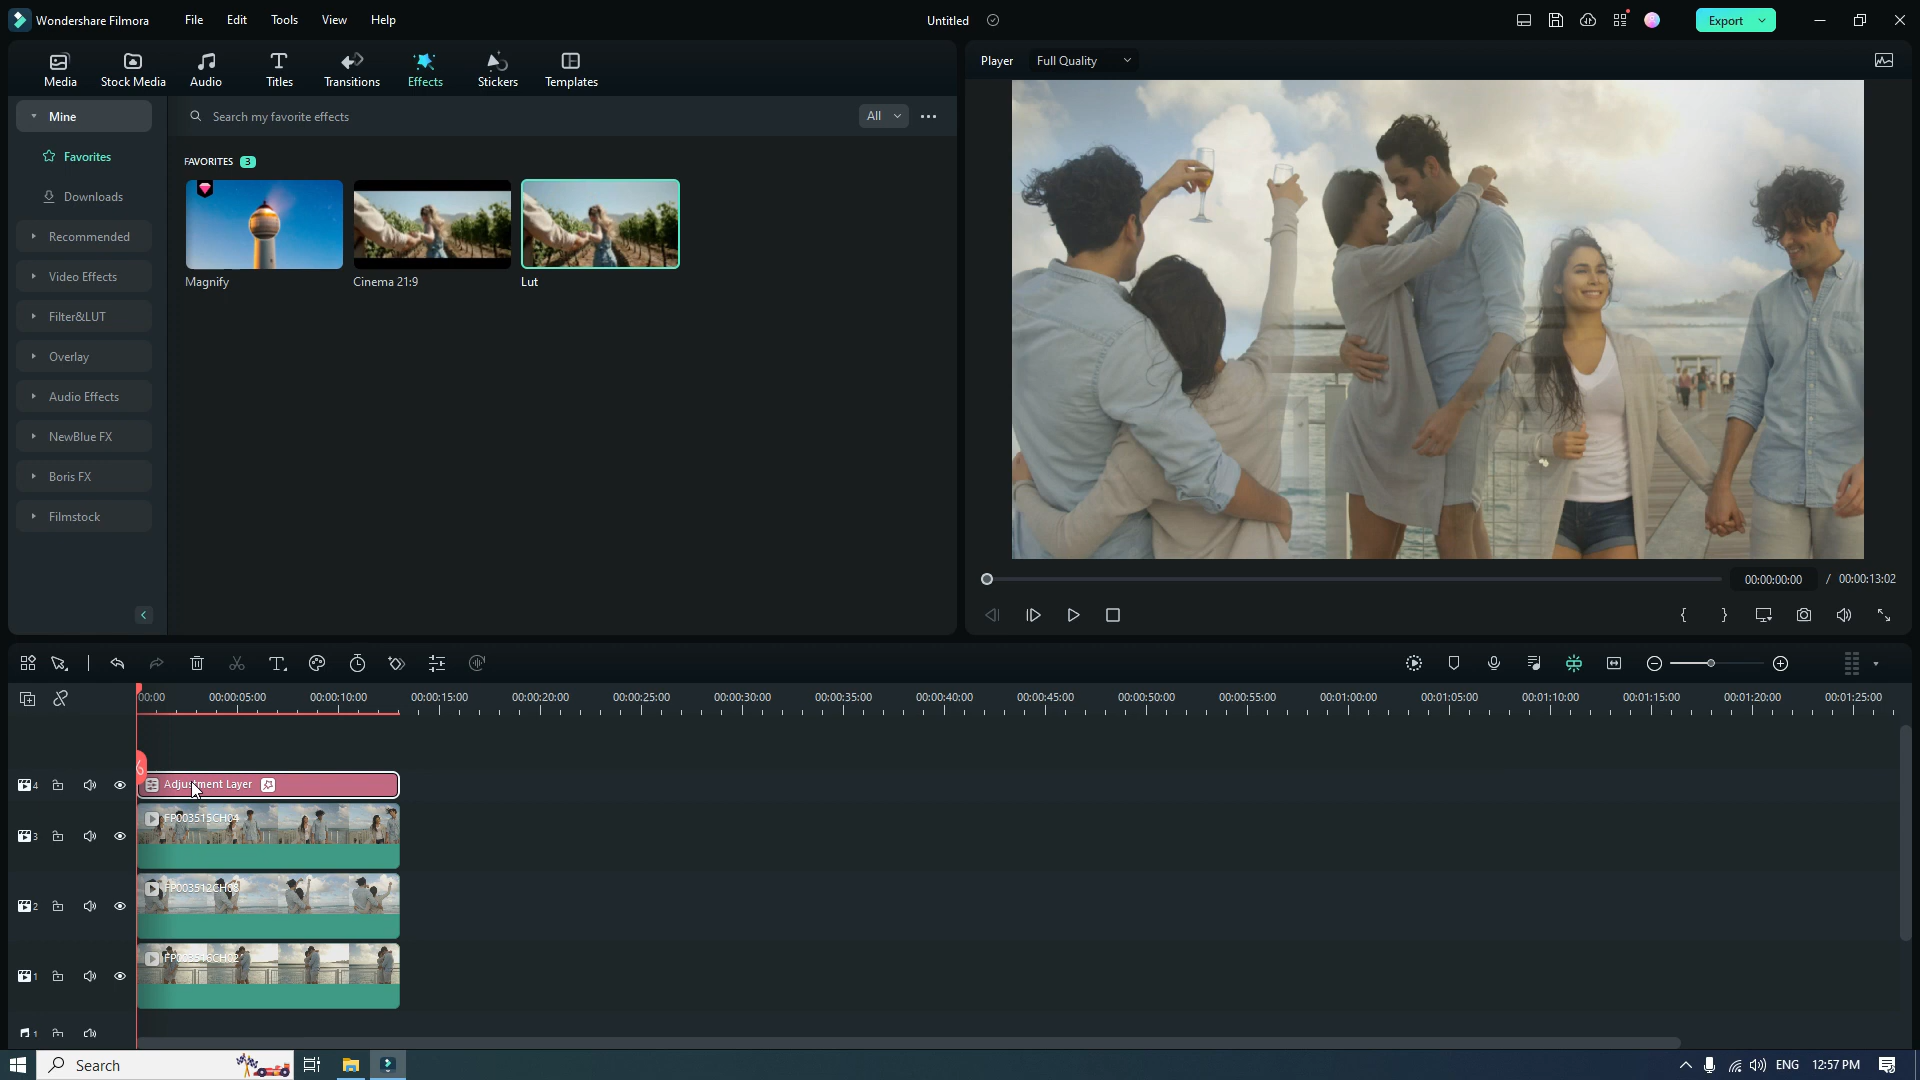 Wondershare Filmora
File
Edit
Tools
View
Help
Untitled
Export
Media
Stock Media
Audio
Titles
Transitions
Effects
Stickers
Templates
Player
Full Quality
Mine
Favorites
Downloads
Recommended
Video Effects
Filter&LUT
Overlay
Audio Effects
NewBlue FX
Boris FX
Filmstock
Search my favorite effects
All
FAVORITES 3
Magnify
Cinema 21:9
Lut
00:00:00:00 / 00:00:13:02
00:00 00:00:05:00 00:00:10:00 00:00:15:00 00:00:20:00 00:00:25:00 00:00:30:00 00:00:35:00 00:00:40:00 00:00:45:00 00:00:50:00 00:00:55:00 00:01:00:00 00:01:05:00 00:01:10:00 00:01:15:00 00:01:20:00 00:01:25:00
4
Adjustment Layer
3
FP003515CH04
2
1
1
Search
ENG
12:57 PM